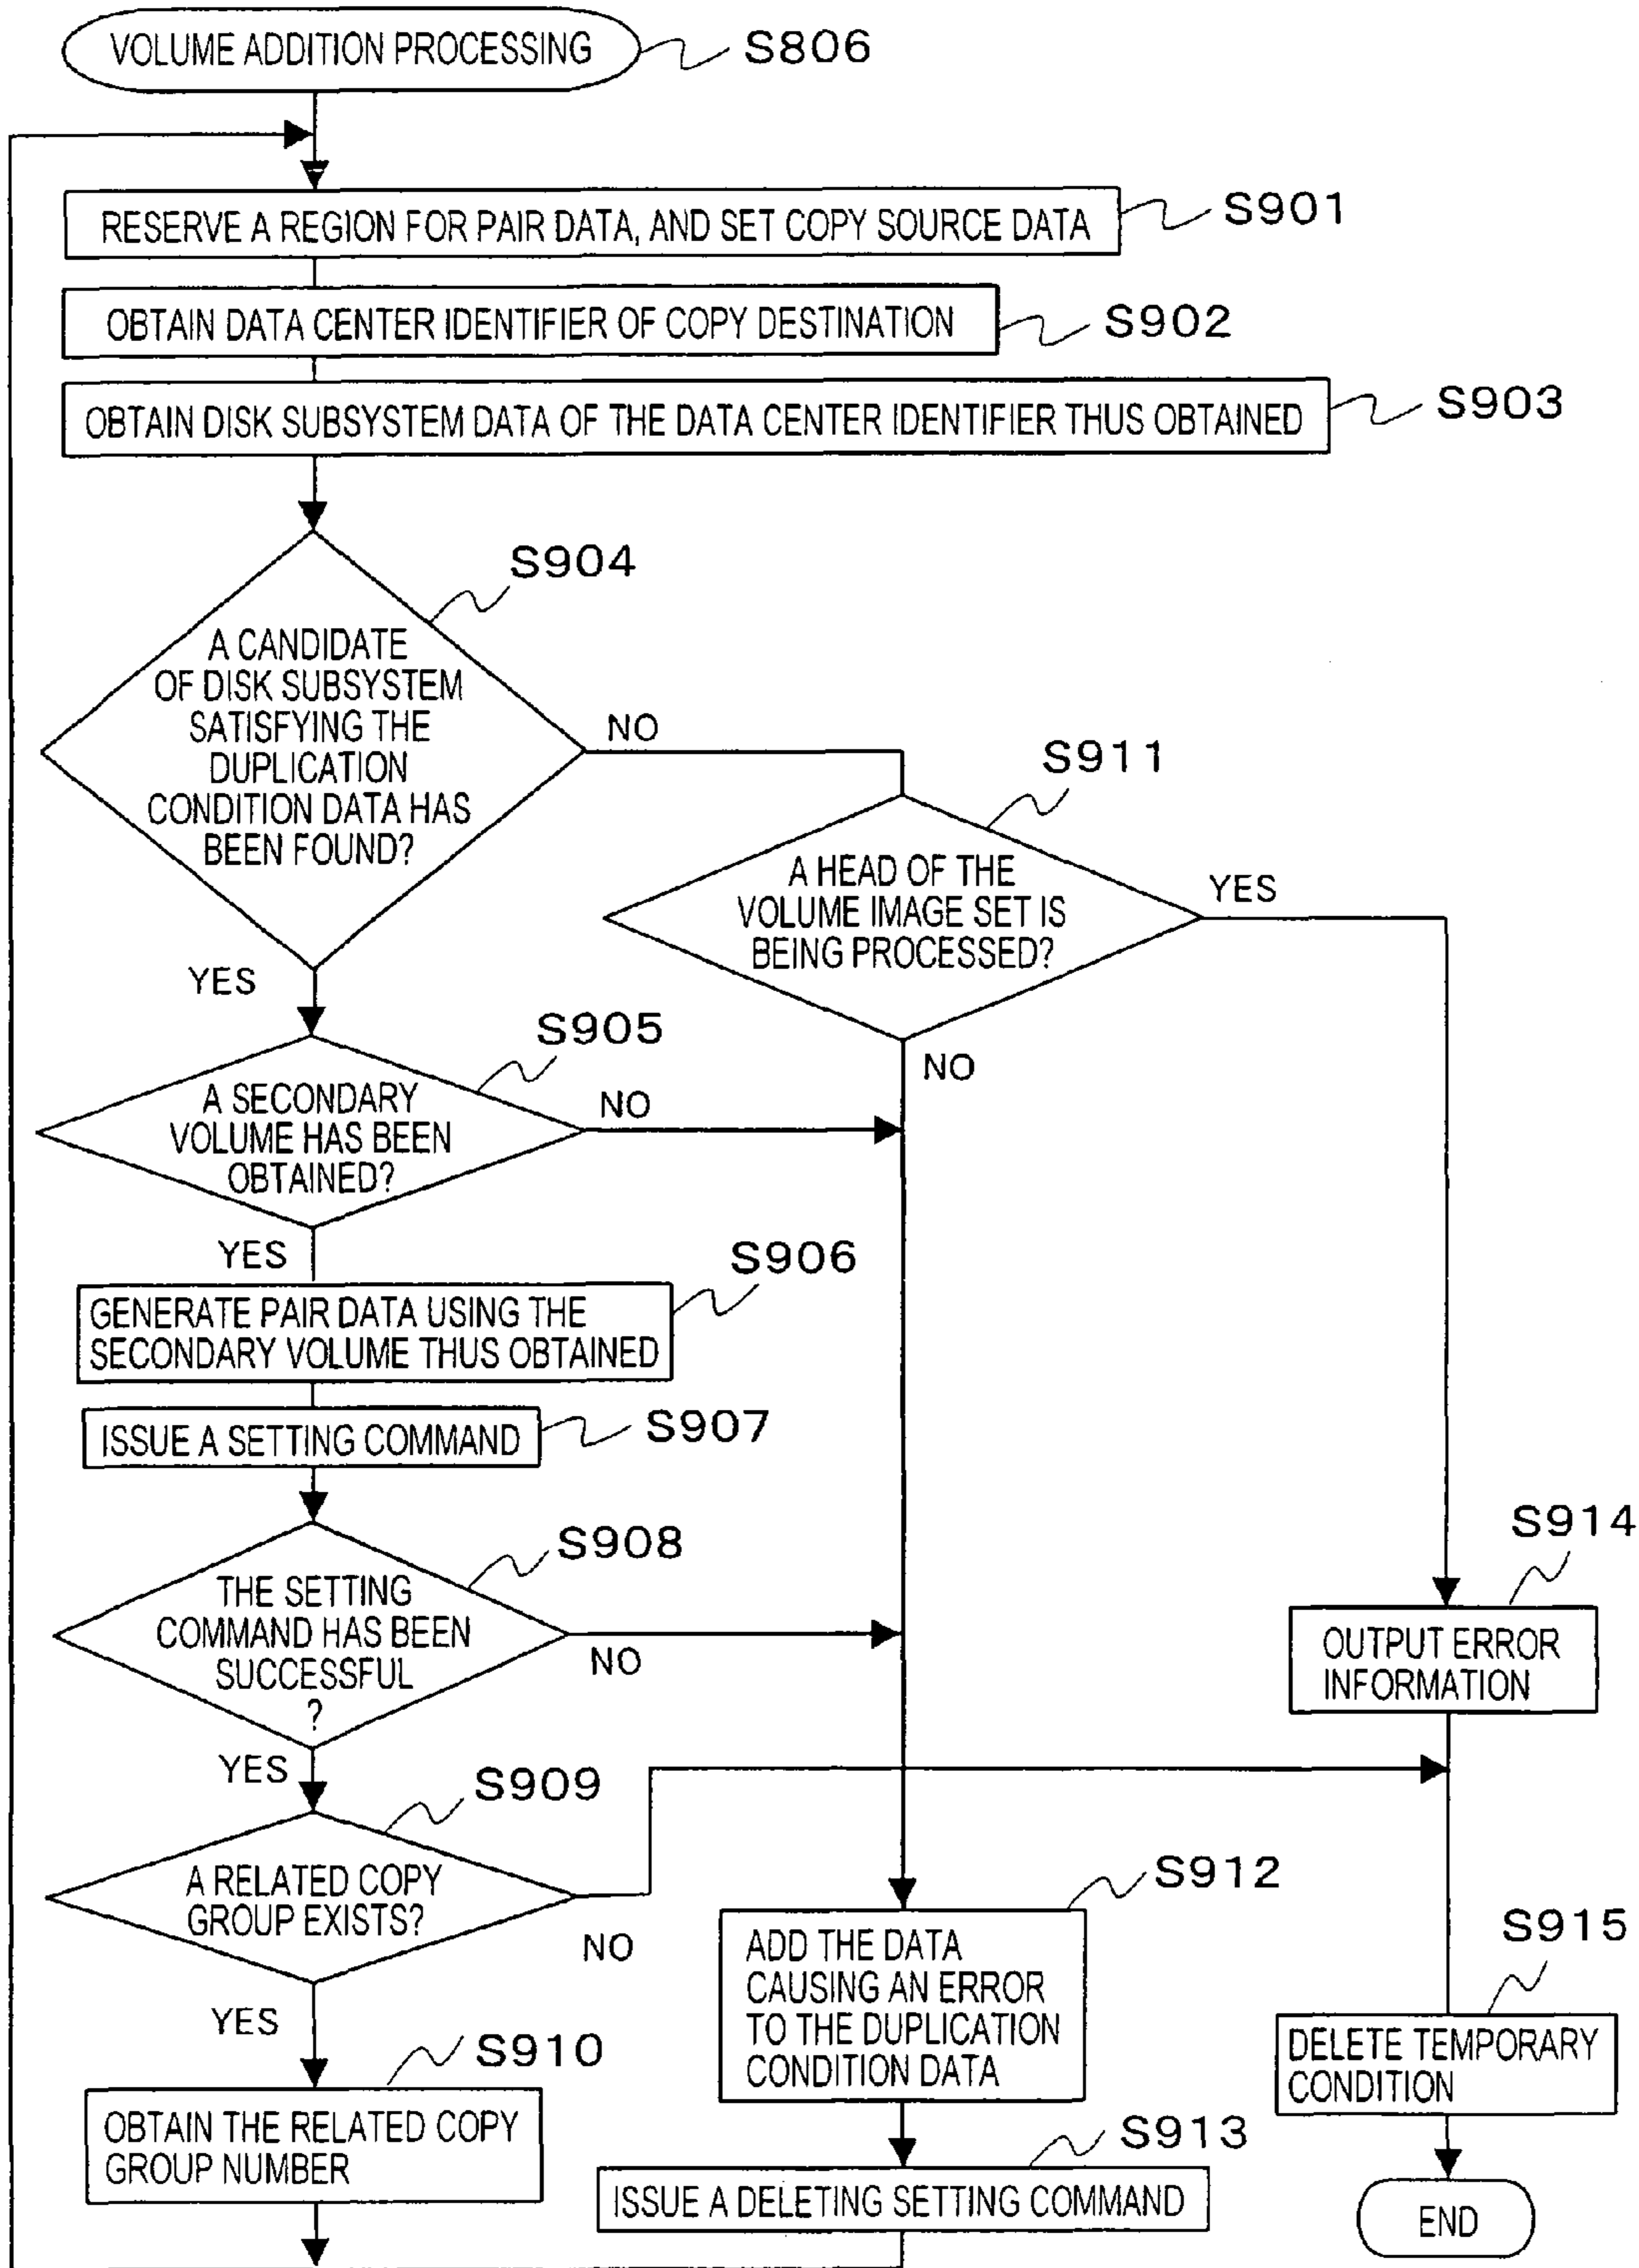 VOLUME ADDITION PROCESSING
S806
RESERVE A REGION FOR PAIR DATA, AND SET COPY SOURCE DATA
S901
OBTAIN DATA CENTER IDENTIFIER OF COPY DESTINATION
S902
OBTAIN DISK SUBSYSTEM DATA OF THE DATA CENTER IDENTIFIER THUS OBTAINED
S903
S904
A CANDIDATE
OF DISK SUBSYSTEM
SATISFYING THE
DUPLICATION
CONDITION DATA HAS
BEEN FOUND?
NO
YES
S911
A HEAD OF THE
VOLUME IMAGE SET IS
BEING PROCESSED?
YES
NO
S905
A SECONDARY
VOLUME HAS BEEN
OBTAINED?
NO
YES
S906
GENERATE PAIR DATA USING THE
SECONDARY VOLUME THUS OBTAINED
ISSUE A SETTING COMMAND
S907
S908
THE SETTING
COMMAND HAS BEEN
SUCCESSFUL
?
NO
YES
S914
OUTPUT ERROR
INFORMATION
S909
A RELATED COPY
GROUP EXISTS?
NO
YES
S912
ADD THE DATA
CAUSING AN ERROR
TO THE DUPLICATION
CONDITION DATA
S915
DELETE TEMPORARY
CONDITION
S910
OBTAIN THE RELATED COPY
GROUP NUMBER
S913
ISSUE A DELETING SETTING COMMAND
END